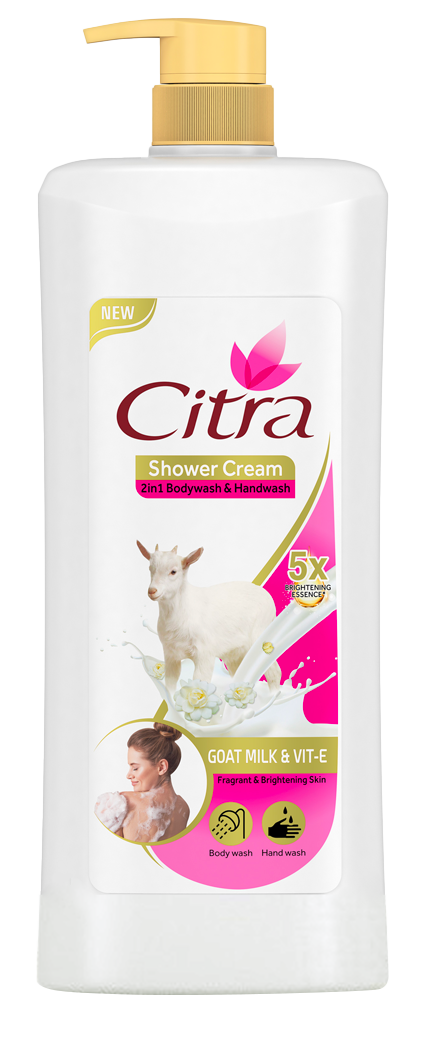 NEW
Citra
Shower Cream
2in1 Bodywash & Handwash
5x
BRIGHTENING
ESSENCE*
GOAT MILK & VIT-E
Fragrant & Brightening Skin
Body wash Hand wash